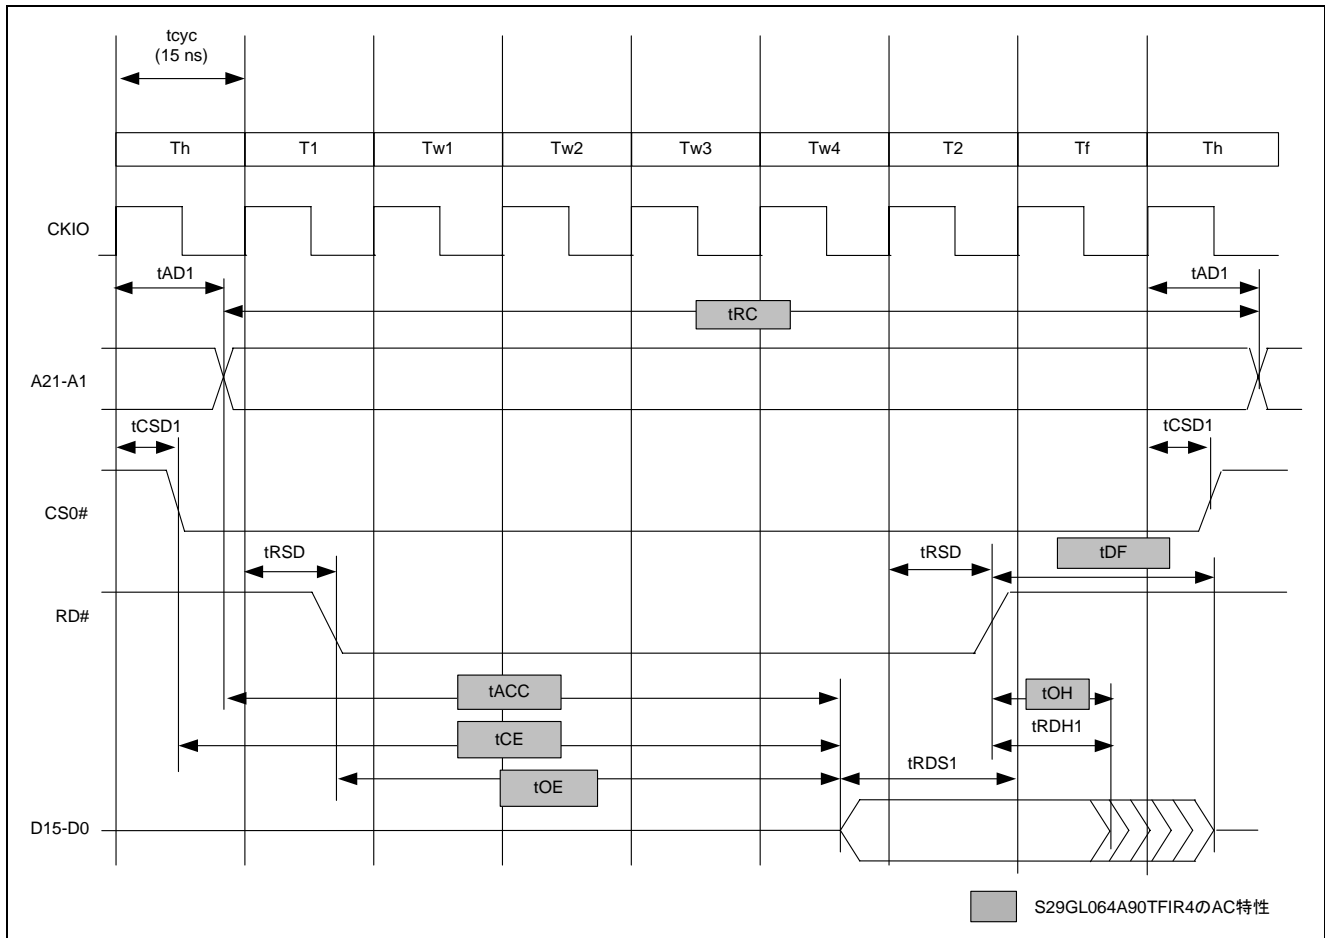 tcyc
(15 ns)
Th T1 Tw1 Tw2 Tw3 Tw4 T2 Tf Th
CKIO
tAD1 tAD1
tRC
A21-A1
tCSD1 tCSD1
CS0#
tRSD tRSD tDF
RD#
tACC tOH
tCE tRDH1
tOE tRDS1
D15-D0
S29GL064A90TFIR4のAC特性